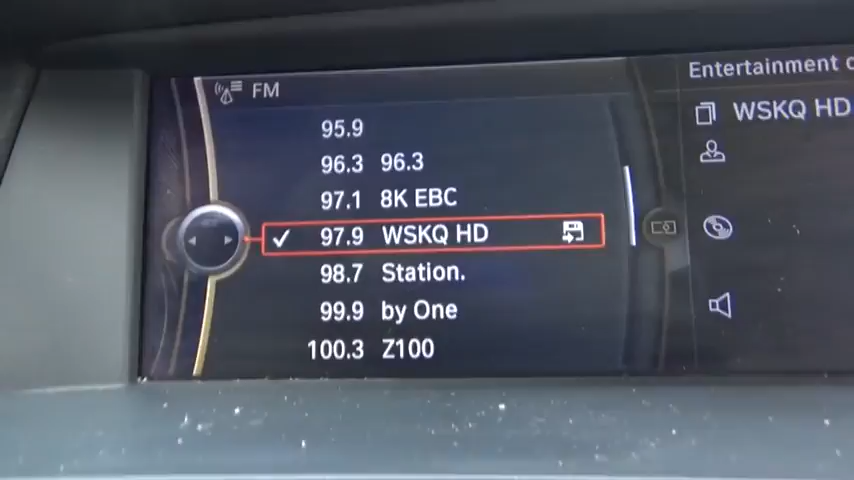 FM
95.9
96.3 96.3
97.1 8K EBC
97.9 WSKQ HD
98.7 Station.
99.9 by One
100.3 Z100
Entertainment
WSKQ HD